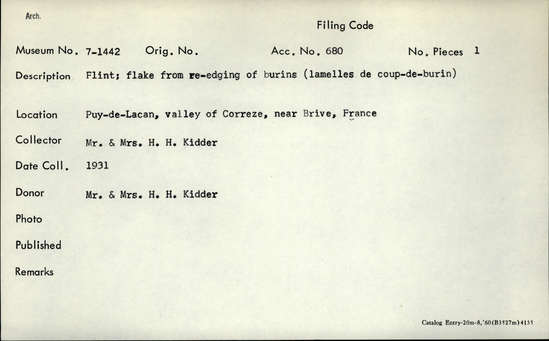 Arch.
Filing Code
Museum No. 7-1442 Orig. No. Acc. No. 680 No. Pieces 1
Description Flint; flake from re-edging of burins (lamelles de coup-de-burin)
Location Puy-de-Lacan, valley of Correze, near Brive, France
Collector Mr. & Mrs. H. H. Kidder
Date Coll. 1931
Donor Mr. & Mrs. H. H. Kidder
Photo
Published
Remarks
Catalog Entry-20m-8,'60(B3927m)4131